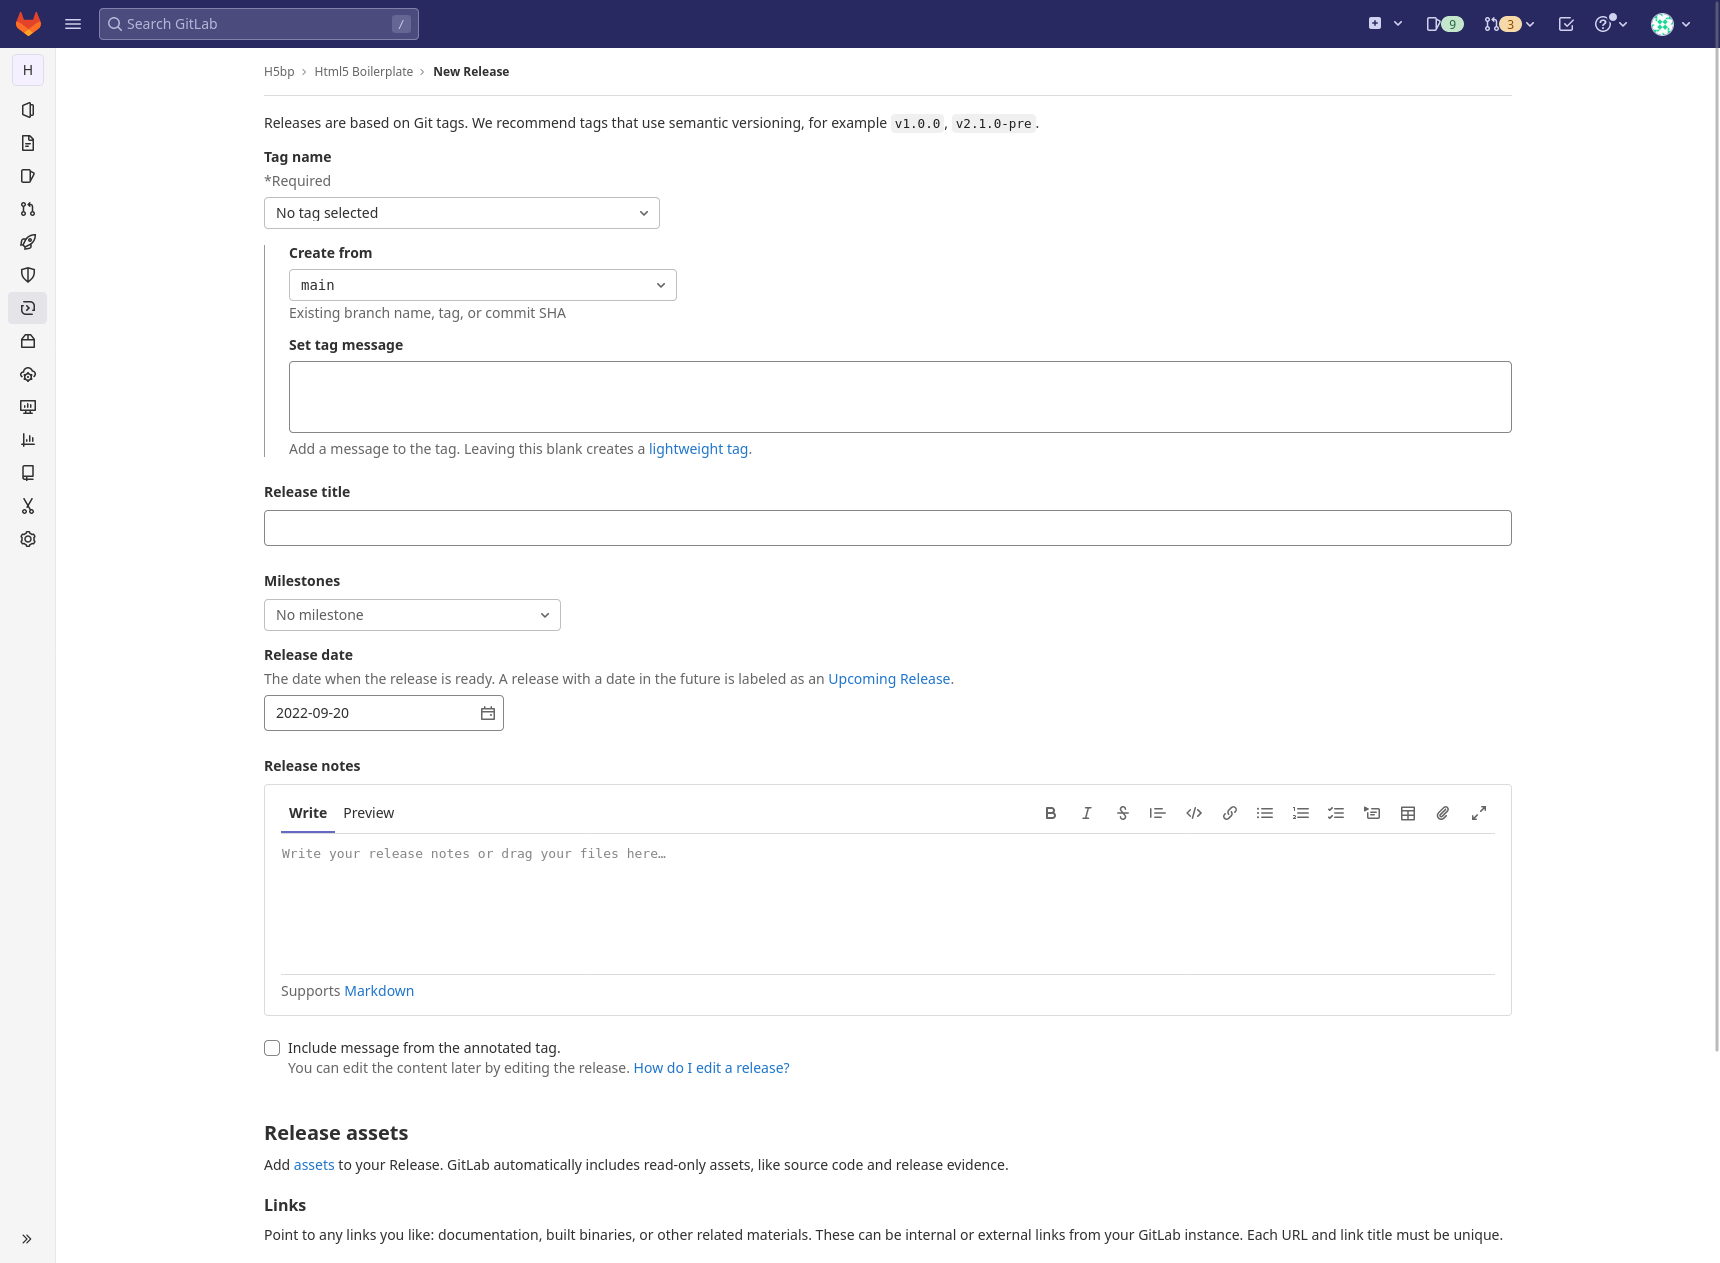 Search GitLab
/
9
3
H
H5bp
Html5 Boilerplate
New Release
Releases are based on Git tags. We recommend tags that use semantic versioning, for example v1.0.0, v2.1.0-pre.
Tag name
*Required
No tag selected
Create from
main
Existing branch name, tag, or commit SHA
Set tag message
Add a message to the tag. Leaving this blank creates a lightweight tag.
Release title
Milestones
No milestone
Release date
The date when the release is ready. A release with a date in the future is labeled as an Upcoming Release.
2022-09-20
Release notes
Write
Preview
Write your release notes or drag your files here…
Supports Markdown
Include message from the annotated tag.
You can edit the content later by editing the release. How do I edit a release?
Release assets
Add assets to your Release. GitLab automatically includes read-only assets, like source code and release evidence.
Links
Point to any links you like: documentation, built binaries, or other related materials. These can be internal or external links from your GitLab instance. Each URL and link title must be unique.